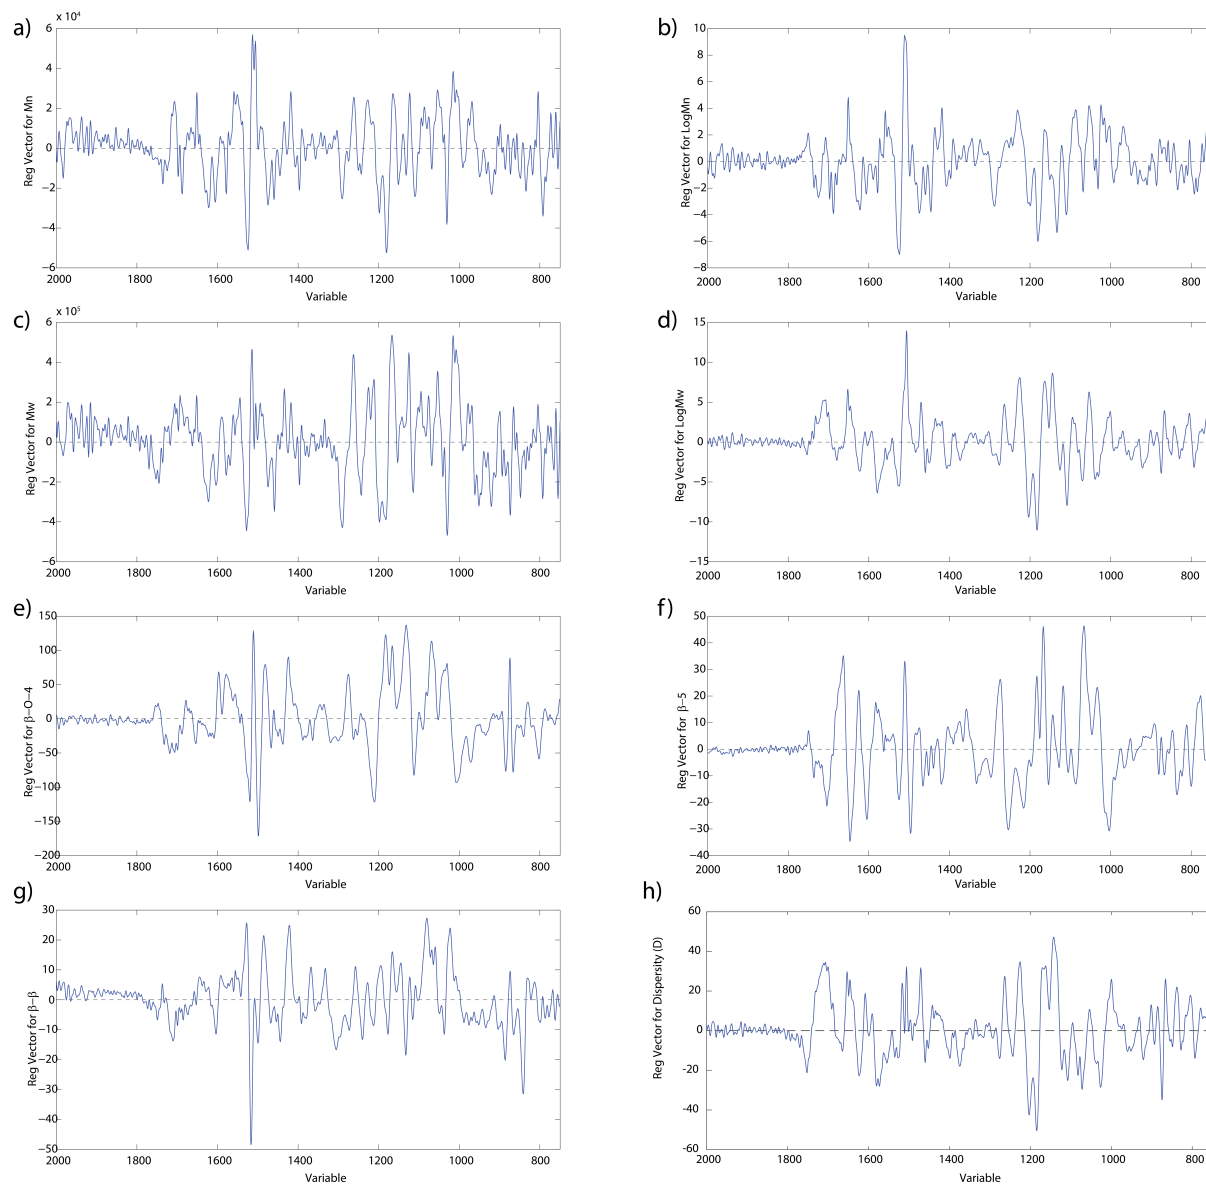 a)
x 10⁴
6
4
2
0
−2
−4
−6
2000 1800 1600 1400 1200 1000 800
Variable
Reg Vector for Mn
b)
10
8
6
4
2
0
−2
−4
−6
−8
2000 1800 1600 1400 1200 1000 800
Variable
Reg Vector for LogMn
c)
x 10⁵
6
4
2
0
−2
−4
−6
2000 1800 1600 1400 1200 1000 800
Variable
Reg Vector for Mw
d)
15
10
5
0
−5
−10
−15
2000 1800 1600 1400 1200 1000 800
Variable
Reg Vector for LogMw
e)
150
100
50
0
−50
−100
−150
−200
2000 1800 1600 1400 1200 1000 800
Variable
Reg Vector for β−O−4
f)
50
40
30
20
10
0
−10
−20
−30
−40
2000 1800 1600 1400 1200 1000 800
Variable
Reg Vector for β−5
g)
30
20
10
0
−10
−20
−30
−40
−50
2000 1800 1600 1400 1200 1000 800
Variable
Reg Vector for β−β
h)
60
40
20
0
−20
−40
−60
2000 1800 1600 1400 1200 1000 800
Variable
Reg Vector for Dispersity (D)